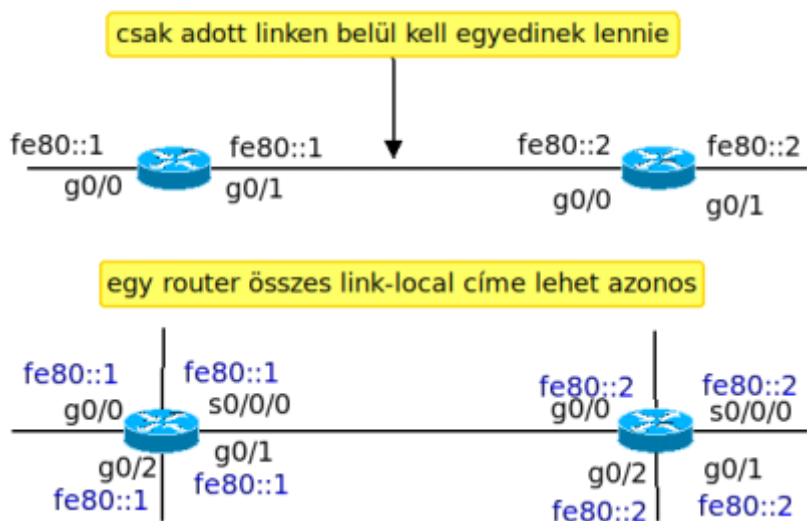 csak adott linken belül kell egyedinek lennie
fe80::1 fe80::1 fe80::2 fe80::2
g0/0 g0/1 g0/0 g0/1
egy router összes link-local címe lehet azonos
fe80::1 fe80::1 fe80::2 fe80::2
g0/0 s0/0/0 g0/0 s0/0/0
g0/2 g0/1 g0/2 g0/1
fe80::1 fe80::1 fe80::2 fe80::2